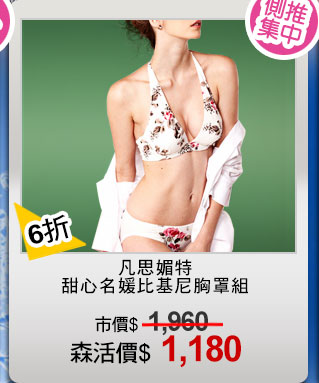 側推
集中
6折
凡思媚特
甜心名媛比基尼胸罩組
市價$ 1,960
森活價$ 1,180